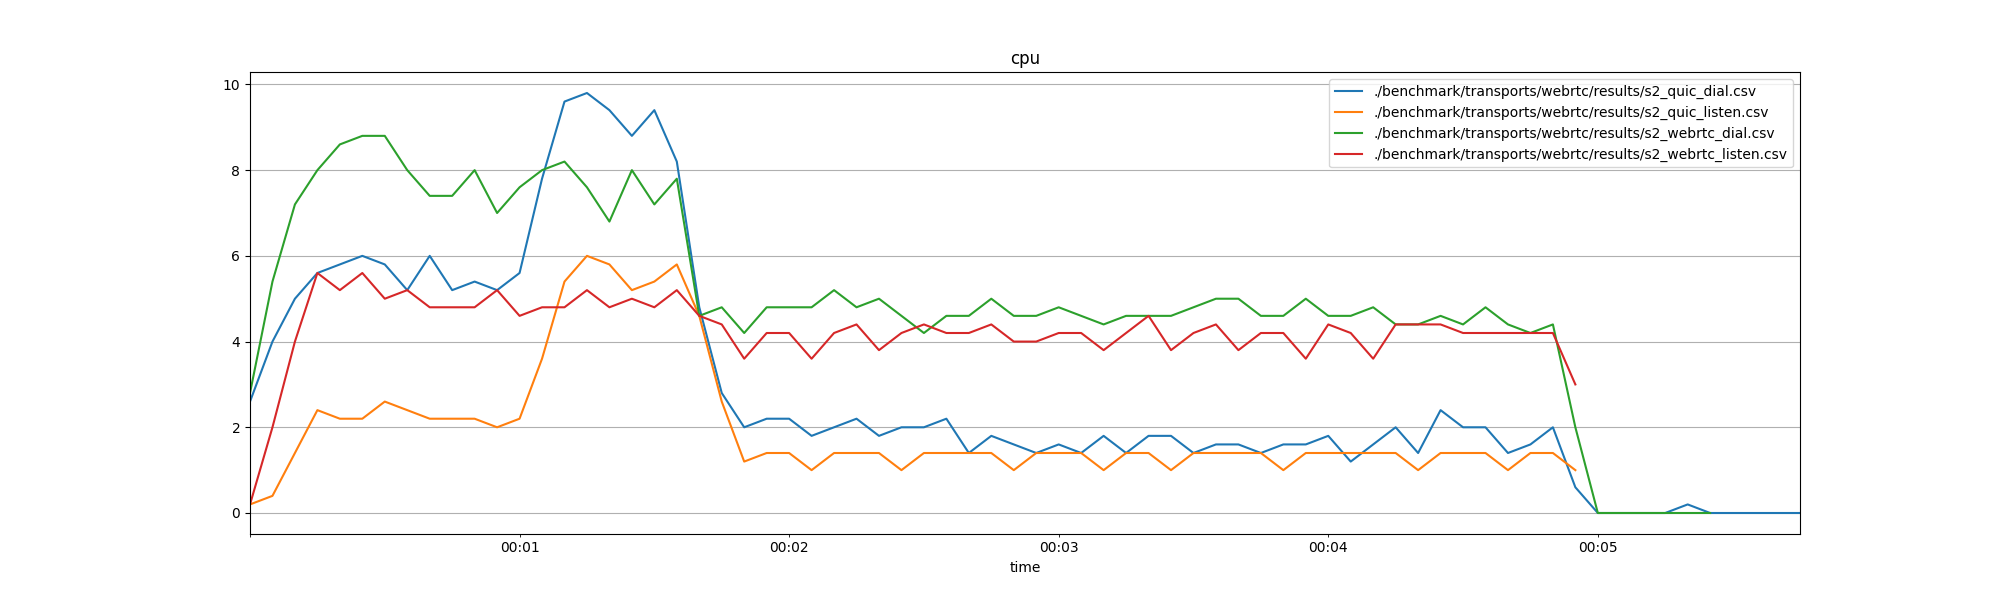 cpu
10
8
6
4
2
0
./benchmark/transports/webrtc/results/s2_quic_dial.csv
./benchmark/transports/webrtc/results/s2_quic_listen.csv
./benchmark/transports/webrtc/results/s2_webrtc_dial.csv
./benchmark/transports/webrtc/results/s2_webrtc_listen.csv
00:01 00:02 00:03 00:04 00:05
time